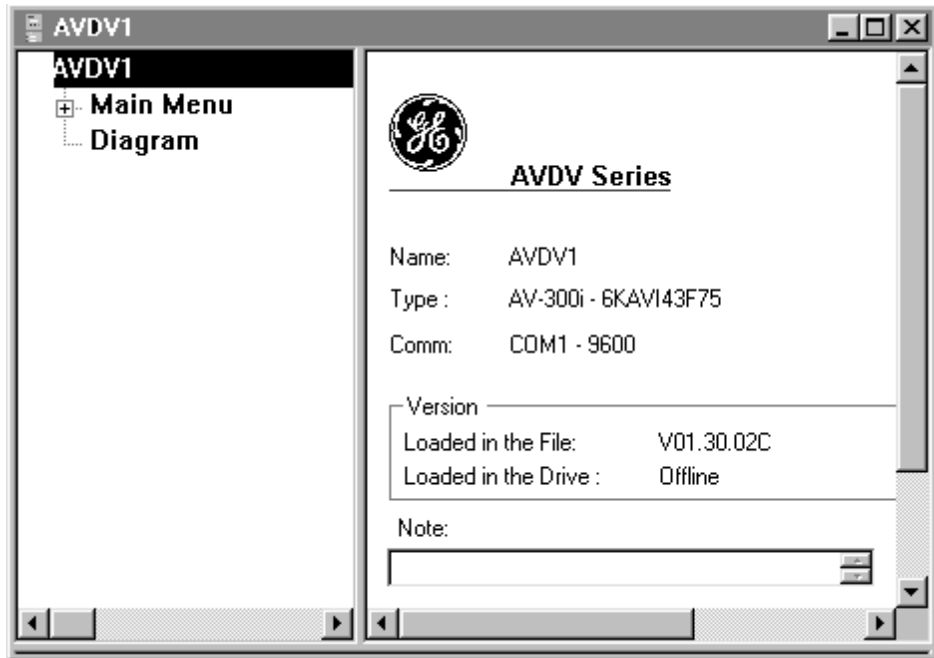 AVDV1
AVDV1
Main Menu
Diagram
GE
AVDV Series
Name: AVDV1
Type : AV-300i - 6KAVI43F75
Comm: COM1 - 9600
Version
Loaded in the File: V01.30.02C
Loaded in the Drive : Offline
Note: